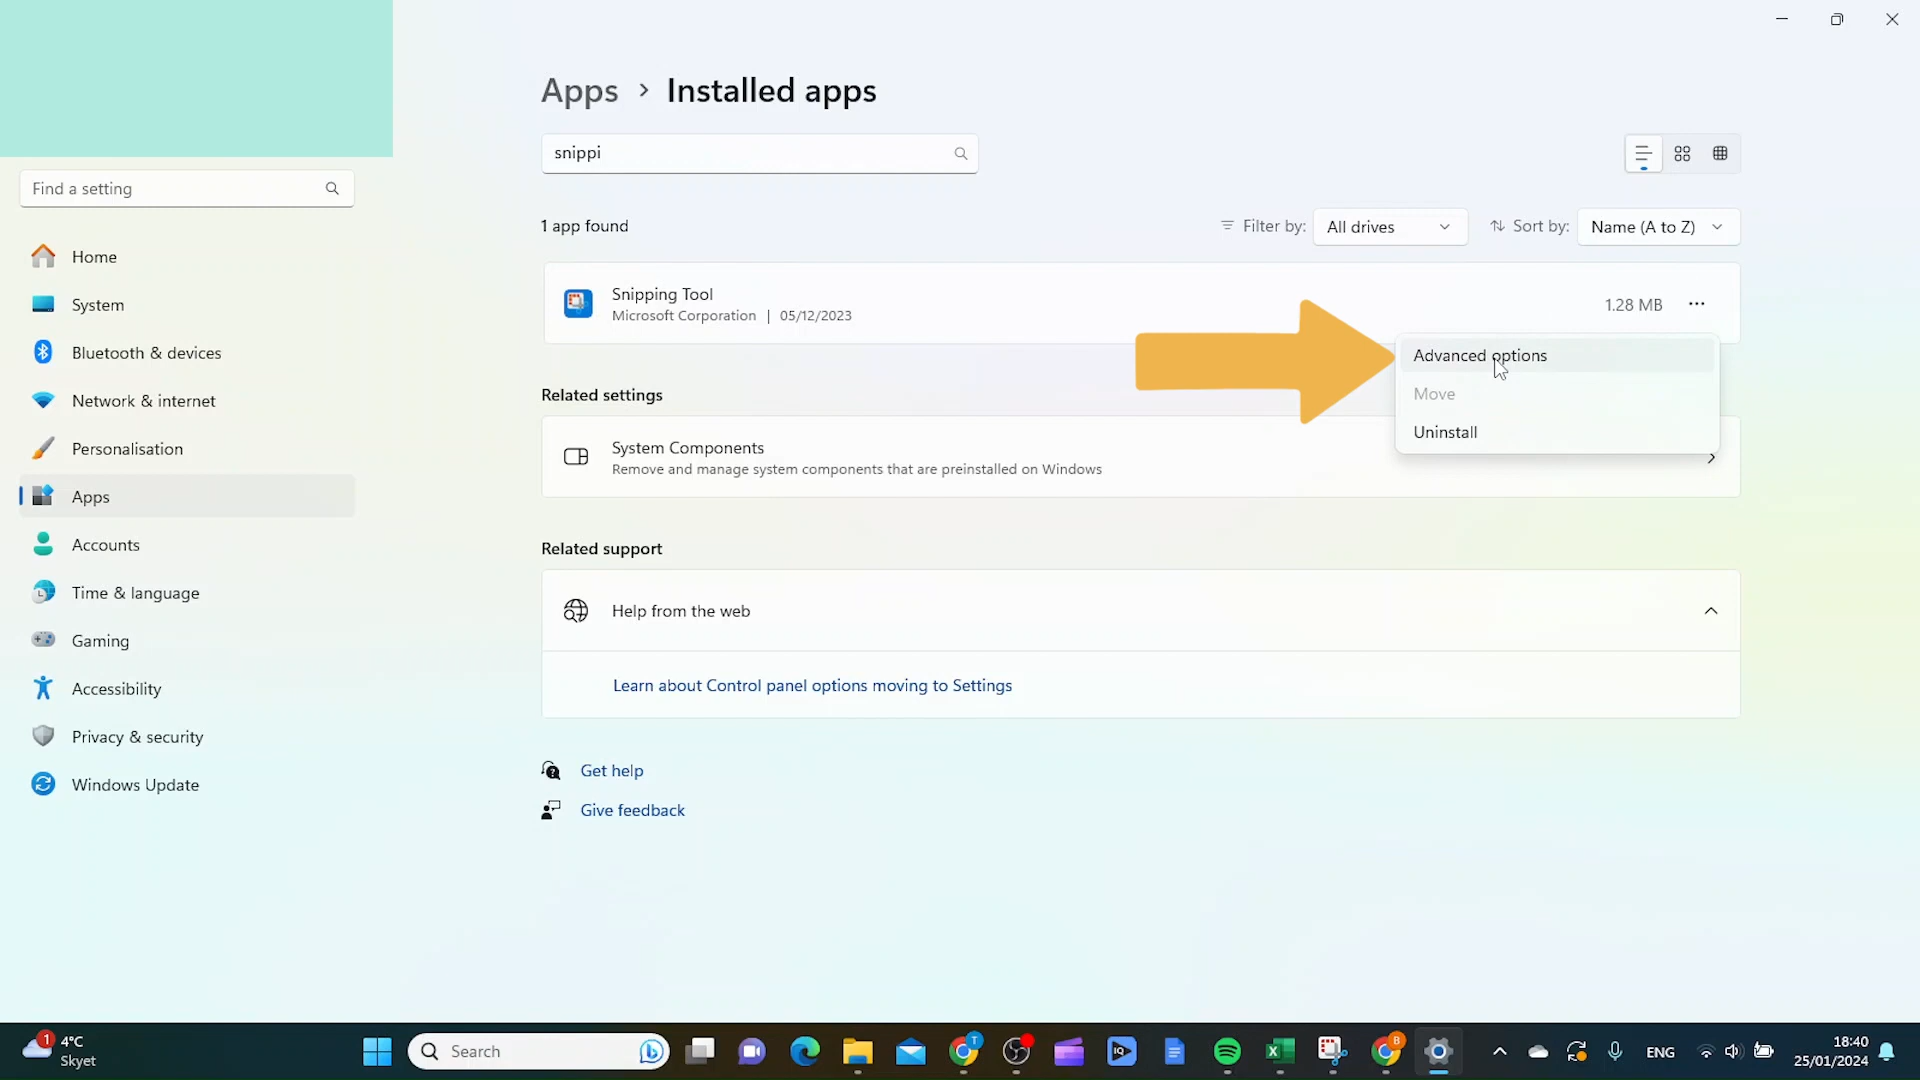 Apps > Installed apps
snippi
Find a setting
1 app found
Filter by: All drives
Sort by: Name (A to Z)
Home
System
Bluetooth & devices
Network & internet
Personalisation
Apps
Accounts
Time & language
Gaming
Accessibility
Privacy & security
Windows Update
Snipping Tool
Microsoft Corporation | 05/12/2023
1.28 MB
Advanced options
Move
Uninstall
Related settings
System Components
Remove and manage system components that are preinstalled on Windows
Related support
Help from the web
Learn about Control panel options moving to Settings
Get help
Give feedback
1
4°C
Skyet
Search
T
IQ
B
ENG
18:40
25/01/2024